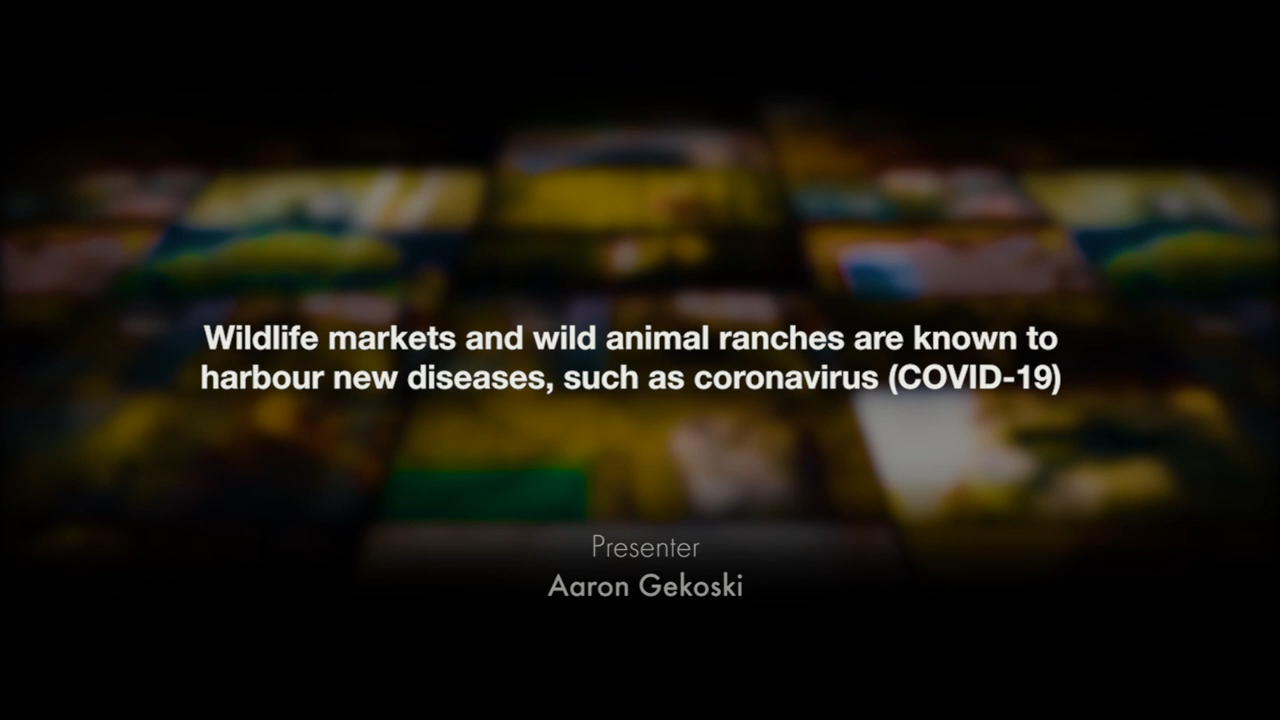 Wildlife markets and wild animal ranches are known to
harbour new diseases, such as coronavirus (COVID-19)
Presenter
Aaron Gekoski